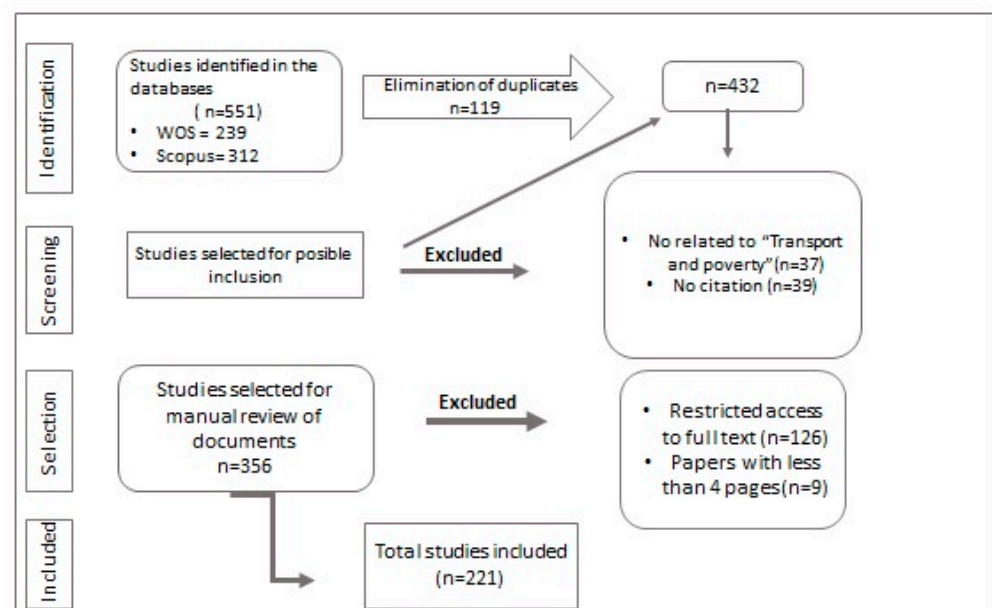 Identification
Studies identified in the
databases
( n=551)
• WOS = 239
• Scopus= 312
Elimination of duplicates
n=119
n=432
Screening
Studies selected for posible
inclusion
Excluded
• No related to “Transport
and poverty”(n=37)
• No citation (n=39)
Selection
Studies selected for
manual review of
documents
n=356
Excluded
• Restricted access
to full text (n=126)
• Papers with less
than 4 pages(n=9)
Included
Total studies included
(n=221)